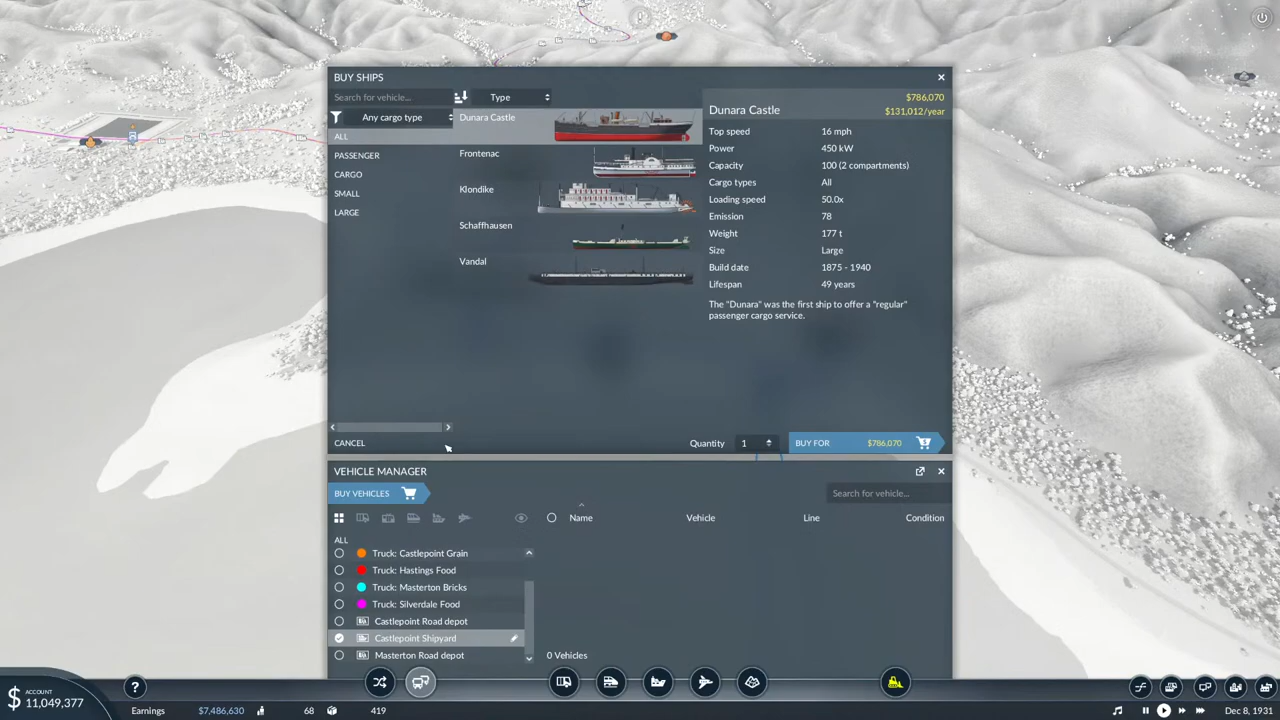 BUY SHIPS
Search for vehicle...
Type
Any cargo type
ALL
PASSENGER
CARGO
SMALL
LARGE
Dunara Castle
Frontenac
Klondike
Schaffhausen
Vandal
$786,070
Dunara Castle
$131,012/year
Top speed 16 mph
Power 450 kW
Capacity 100 (2 compartments)
Cargo types All
Loading speed 50.0x
Emission 78
Weight 177 t
Size Large
Build date 1875 - 1940
Lifespan 49 years
The "Dunara" was the first ship to offer a "regular"
passenger cargo service.
CANCEL
Quantity 1
BUY FOR $786,070
VEHICLE MANAGER
BUY VEHICLES
Search for vehicle...
Name Vehicle Line Condition
ALL
Truck: Castlepoint Grain
Truck: Hastings Food
Truck: Masterton Bricks
Truck: Silverdale Food
Castlepoint Road depot
Castlepoint Shipyard
Masterton Road depot
0 Vehicles
$ ACCOUNT
11,049,377
?
Earnings $7,486,630 68 419
Dec 8, 1931